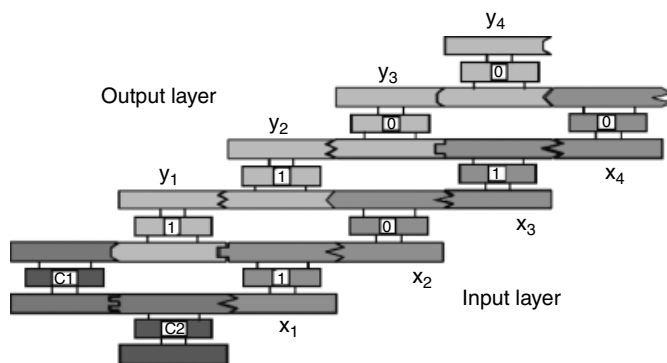 y4
0
y3
Output layer
0
0
y2
1
1
x4
y1
1
0
x3
C1
1
x2
Input layer
C2
x1